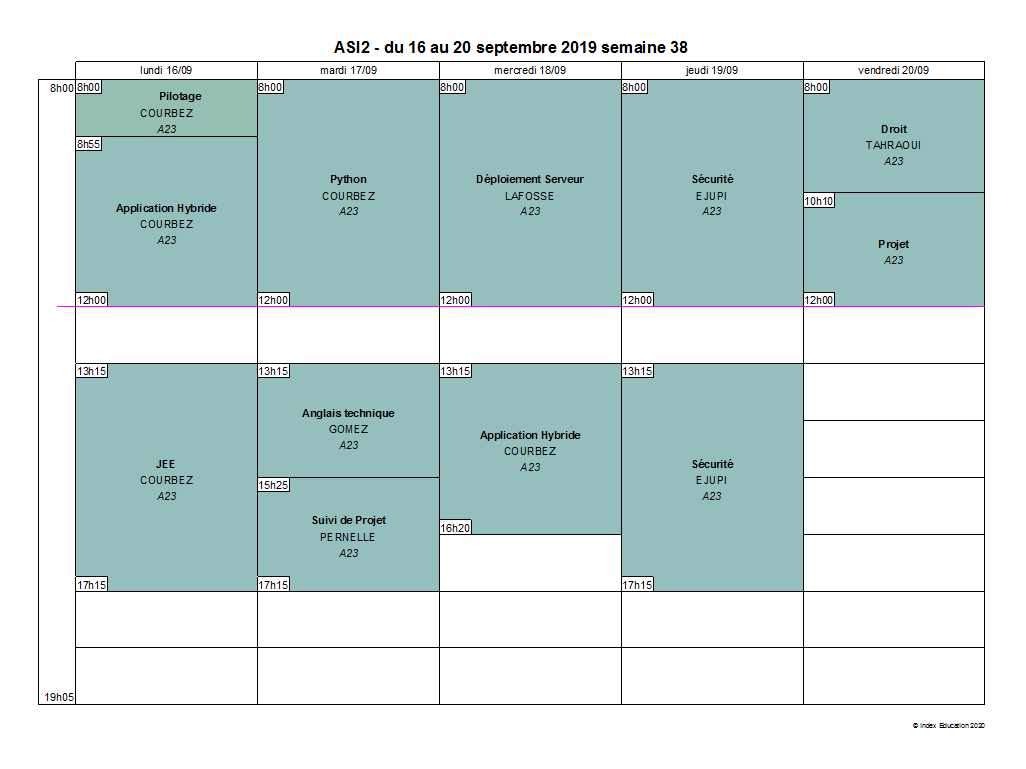 ASI2 - du 16 au 20 septembre 2019 semaine 38
lundi 16/09
mardi 17/09
mercredi 18/09
jeudi 19/09
vendredi 20/09
8h00
8h00
Pilotage
COURBEZ
A23
8h55
Application Hybride
COURBEZ
A23
12h00
13h15
JEE
COURBEZ
A23
17h15
8h00
Python
COURBEZ
A23
12h00
13h15
Anglais technique
GOMEZ
A23
15h25
Suivi de Projet
PERNELLE
A23
17h15
8h00
Déploiement Serveur
LAFOSSE
A23
12h00
13h15
Application Hybride
COURBEZ
A23
16h20
8h00
Sécurité
EJUPI
A23
12h00
13h15
Sécurité
EJUPI
A23
17h15
8h00
Droit
TAHRAOUI
A23
10h10
Projet
A23
12h00
19h05
© Index Education 2020